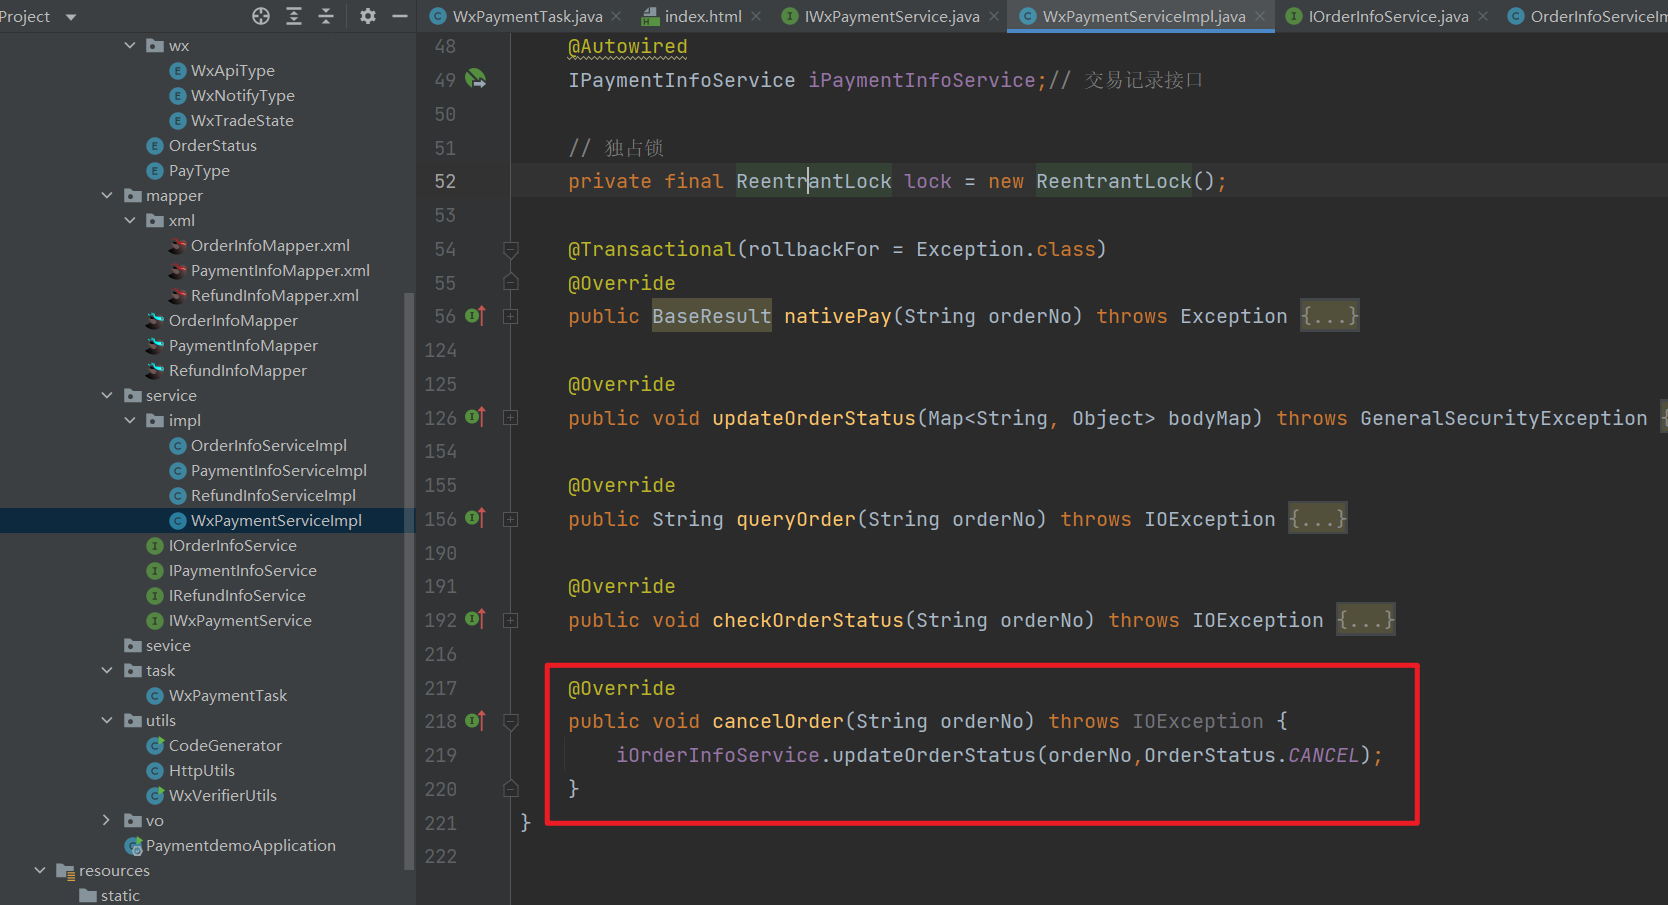 Project
WxPaymentTask.java
index.html
IWxPaymentService.java
WxPaymentServiceImpl.java
IOrderInfoService.java
OrderInfoServiceIm
wx
WxApiType
WxNotifyType
WxTradeState
OrderStatus
PayType
mapper
xml
OrderInfoMapper.xml
PaymentInfoMapper.xml
RefundInfoMapper.xml
OrderInfoMapper
PaymentInfoMapper
RefundInfoMapper
service
impl
OrderInfoServiceImpl
PaymentInfoServiceImpl
RefundInfoServiceImpl
WxPaymentServiceImpl
IOrderInfoService
IPaymentInfoService
IRefundInfoService
IWxPaymentService
sevice
task
WxPaymentTask
utils
CodeGenerator
HttpUtils
WxVerifierUtils
vo
PaymentdemoApplication
resources
static
48 @Autowired
49 IPaymentInfoService iPaymentInfoService;// 交易记录接口
50
51 // 独占锁
52 private final ReentrantLock lock = new ReentrantLock();
53
54 @Transactional(rollbackFor = Exception.class)
55 @Override
56 public BaseResult nativePay(String orderNo) throws Exception {...}
124
125 @Override
126 public void updateOrderStatus(Map<String, Object> bodyMap) throws GeneralSecurityException {
154
155 @Override
156 public String queryOrder(String orderNo) throws IOException {...}
190
191 @Override
192 public void checkOrderStatus(String orderNo) throws IOException {...}
216
217 @Override
218 public void cancelOrder(String orderNo) throws IOException {
219 iOrderInfoService.updateOrderStatus(orderNo,OrderStatus.CANCEL);
220 }
221 }
222